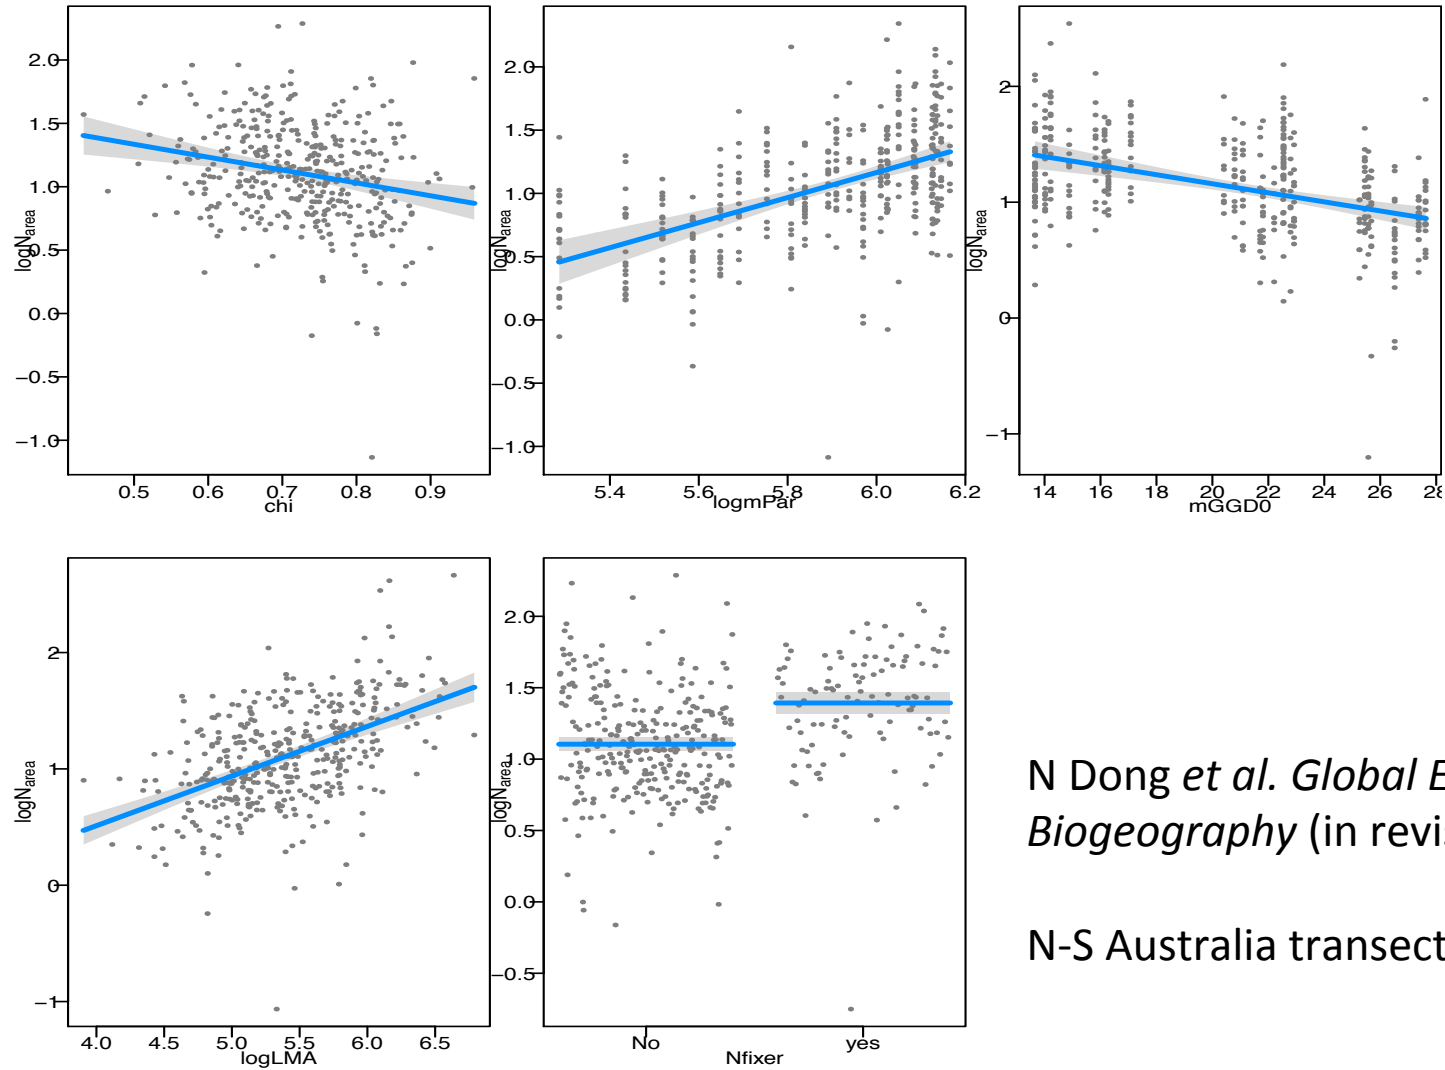 2.0
1.5
1.0
0.5
0.0
−0.5
−1.0
logNarea
0.5 0.6 0.7 0.8 0.9
chi
2.0
1.5
1.0
0.5
0.0
−0.5
−1.0
logNarea
5.4 5.6 5.8 6.0 6.2
logmPar
2
1
0
−1
logNarea
14 16 18 20 22 24 26 28
mGGD0
2
1
0
−1
logNarea
4.0 4.5 5.0 5.5 6.0 6.5
logLMA
2.0
1.5
1.0
0.5
0.0
−0.5
logNarea
No yes
Nfixer
N Dong et al. Global E
Biogeography (in revis
N-S Australia transect